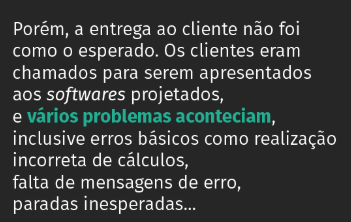 Porém, a entrega ao cliente não foi
como o esperado. Os clientes eram
chamados para serem apresentados
aos softwares projetados,
e vários problemas aconteciam,
inclusive erros básicos como realização
incorreta de cálculos,
falta de mensagens de erro,
paradas inesperadas...